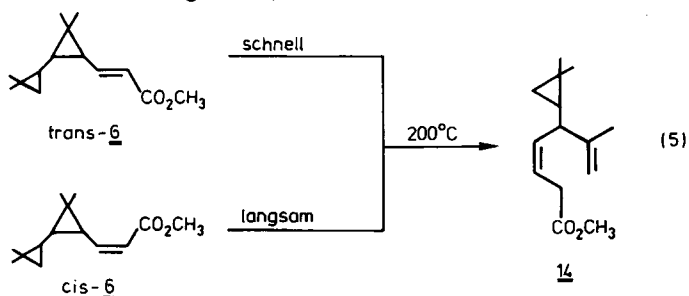 schnell
CO₂CH₃
trans-6
200°C
(5)
CO₂CH₃
langsam
CO₂CH₃
cis-6
14